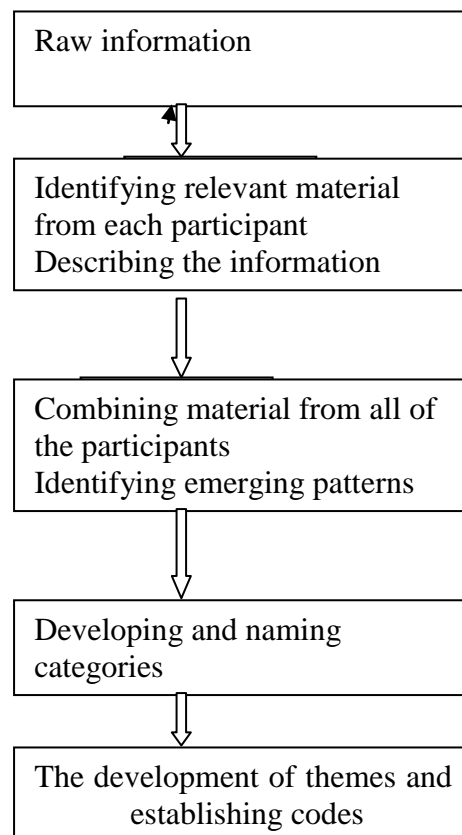 Raw information
Identifying relevant material
from each participant
Describing the information
Combining material from all of
the participants
Identifying emerging patterns
Developing and naming
categories
The development of themes and
establishing codes